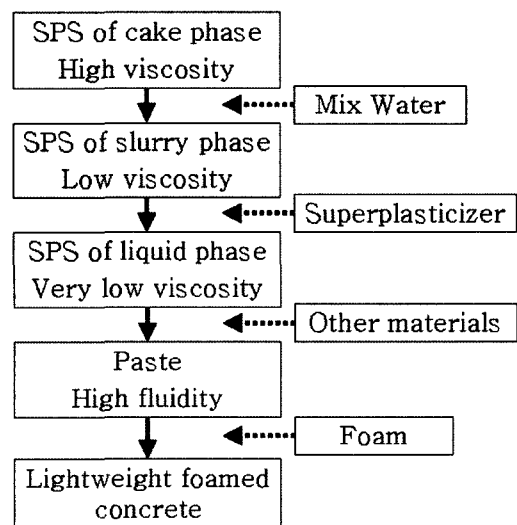 SPS of cake phase
High viscosity
Mix Water
SPS of slurry phase
Low viscosity
Superplasticizer
SPS of liquid phase
Very low viscosity
Other materials
Paste
High fluidity
Foam
Lightweight foamed
concrete